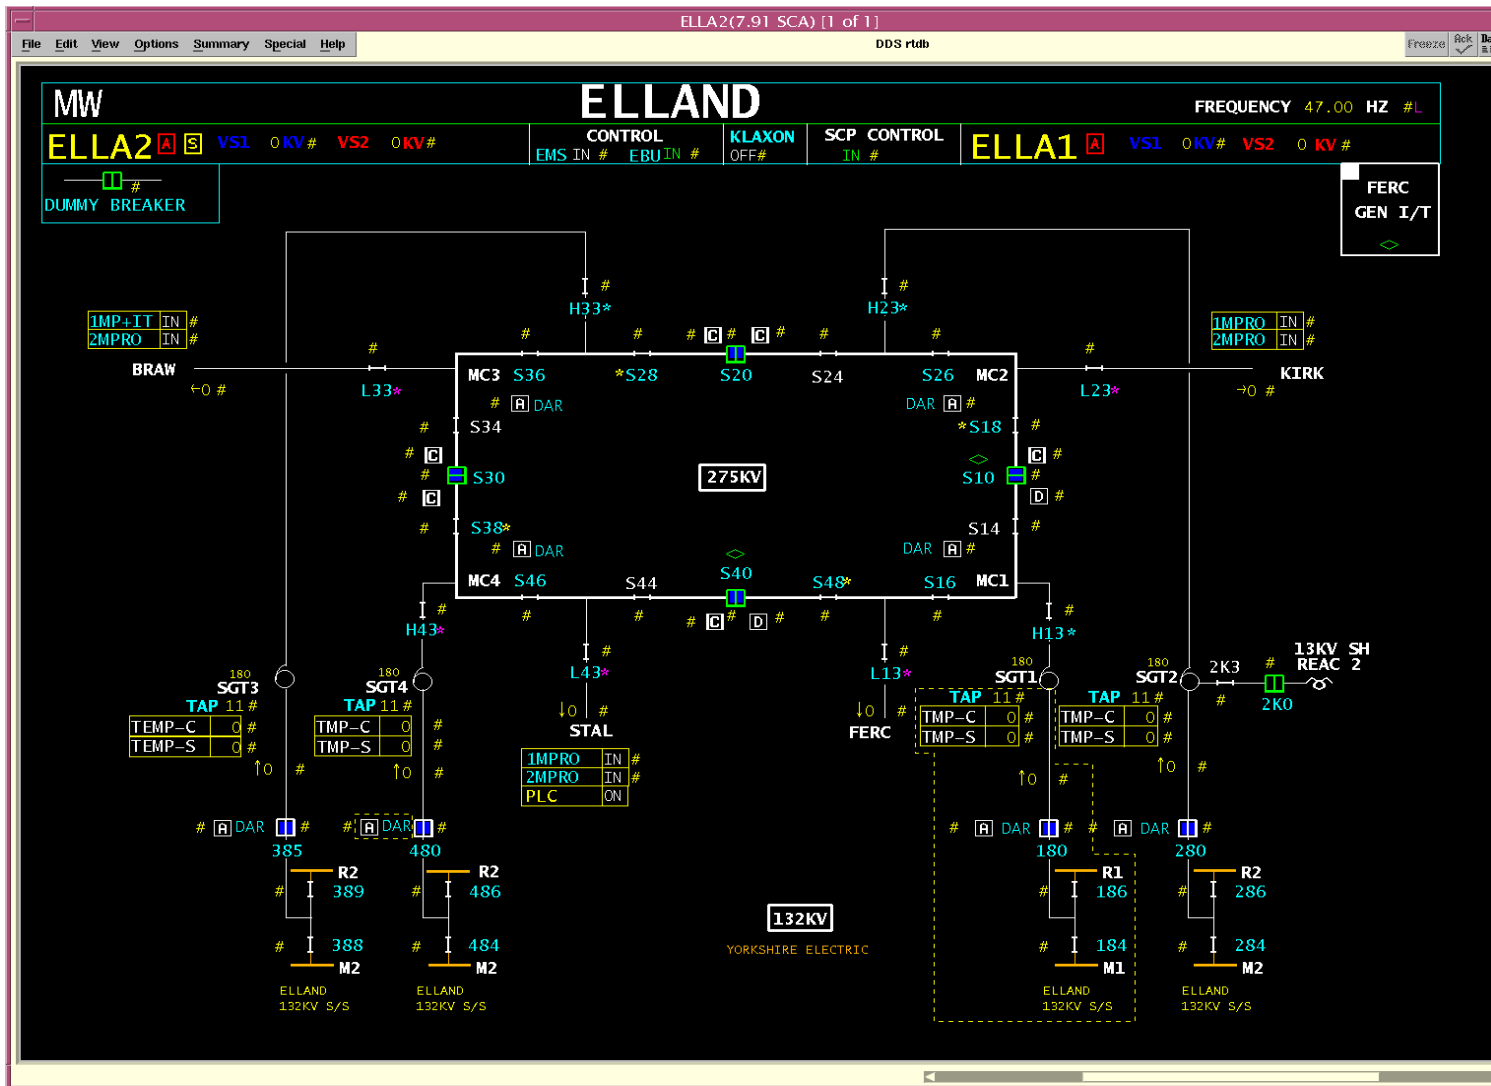 ELLA2(7.91 SCA) [1 of 1]
File Edit View Options Summary Special Help
DDS rtdb
Freeze Ack
MW ELLAND FREQUENCY 47.00 HZ #L
ELLA2 A S VS1 0 KV # VS2 0 KV #
CONTROL
EMS IN # EBU IN #
KLAXON
OFF#
SCP CONTROL
IN #
ELLA1 A VS1 0 KV# VS2 0 KV #
#
DUMMY BREAKER
FERC
GEN I/T
# H33*
# H23*
1MP+IT IN #
2MPRO IN #
BRAW
←0 #
# L33*
1MPRO IN #
2MPRO IN #
KIRK
→0 #
# L23*
# # # C # C # # #
MC3 S36 *S28 S20 S24 S26 MC2
# A DAR
DAR A #
# S34
*S18 #
# C
# S30
# C
C #
S10 #
D #
275KV
# S38*
S14 #
# A DAR
DAR A #
MC4 S46 S44 S40 S48* S16 MC1
# # # C # D # # #
# H43*
# L43*
# L13*
# H13*
↓0 #
STAL
↓0 #
FERC
1MPRO IN #
2MPRO IN #
PLC ON
180
SGT3
TAP 11 #
TEMP-C 0 #
TEMP-S 0 #
↑0 #
180
SGT4
TAP 11 #
TMP-C 0 #
TMP-S 0 #
↑0 #
180
SGT1
TAP 11 #
TMP-C 0 #
TMP-S 0 #
↑0 #
180
SGT2
TAP 11 #
TMP-C 0 #
TMP-S 0 #
↑0 #
2K3
#
#
2K0
13KV SH
REAC 2
# A DAR #
385
# A DAR #
480
# A DAR #
180
# A DAR #
280
R2
# 389
# 388
M2
ELLAND
132KV S/S
R2
# 486
# 484
M2
ELLAND
132KV S/S
132KV
YORKSHIRE ELECTRIC
R1
# 186
# 184
M1
ELLAND
132KV S/S
R2
# 286
# 284
M2
ELLAND
132KV S/S